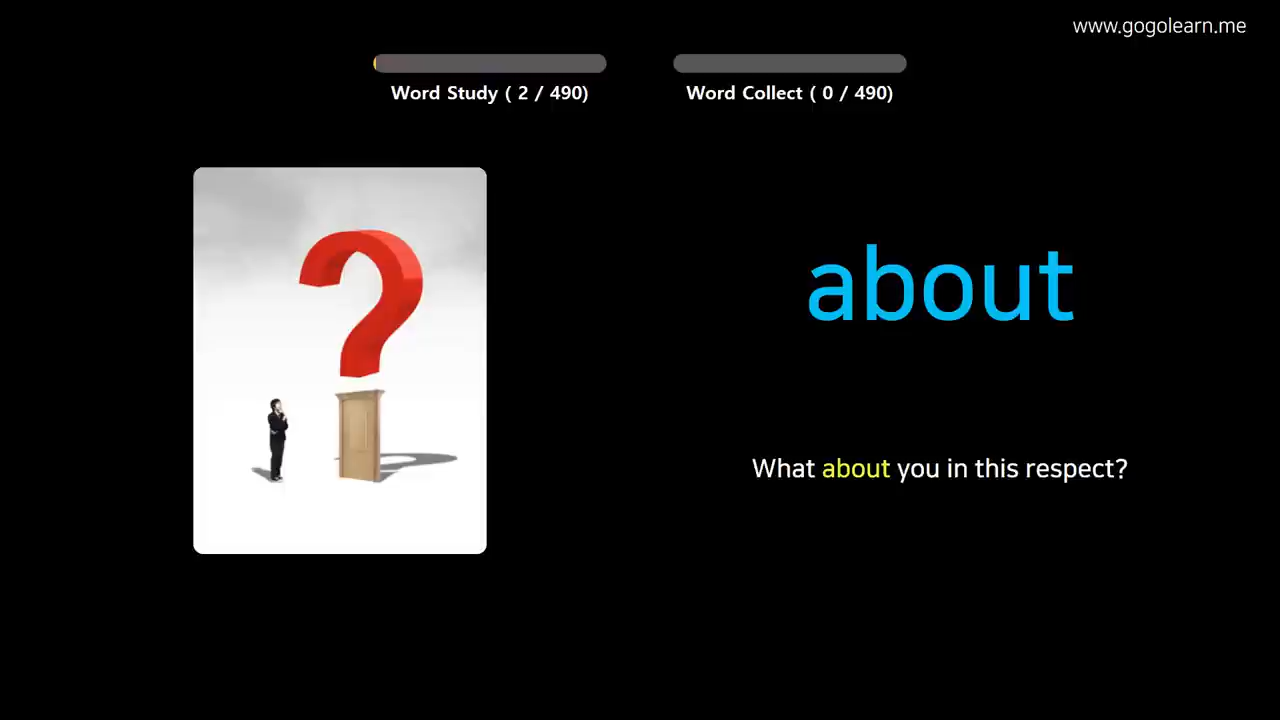 www.gogolearn.me
Word Study ( 2 / 490)
Word Collect ( 0 / 490)
about
What about you in this respect?